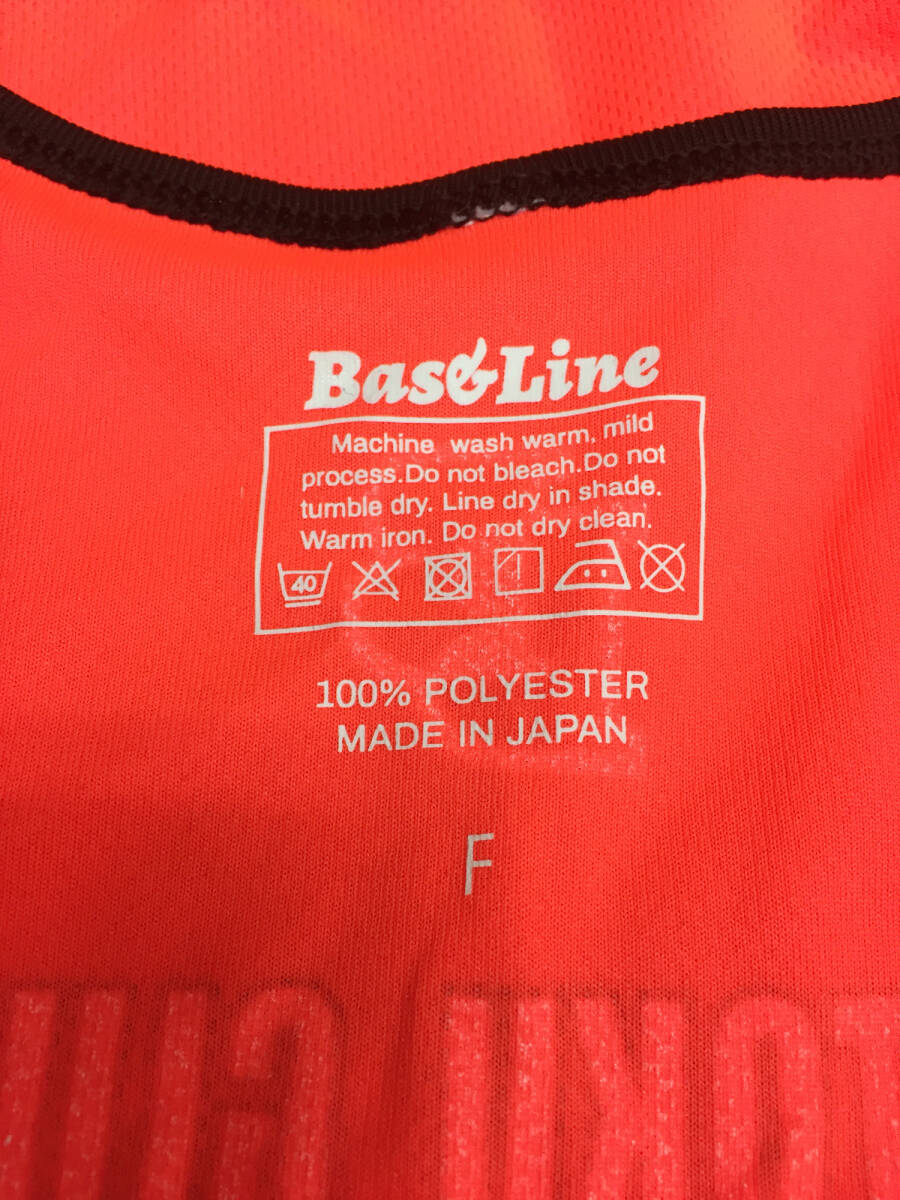 Bas&Line
Machine wash warm, mild
process.Do not bleach.Do not
tumble dry. Line dry in shade.
Warm iron. Do not dry clean.
40
100% POLYESTER
MADE IN JAPAN
F